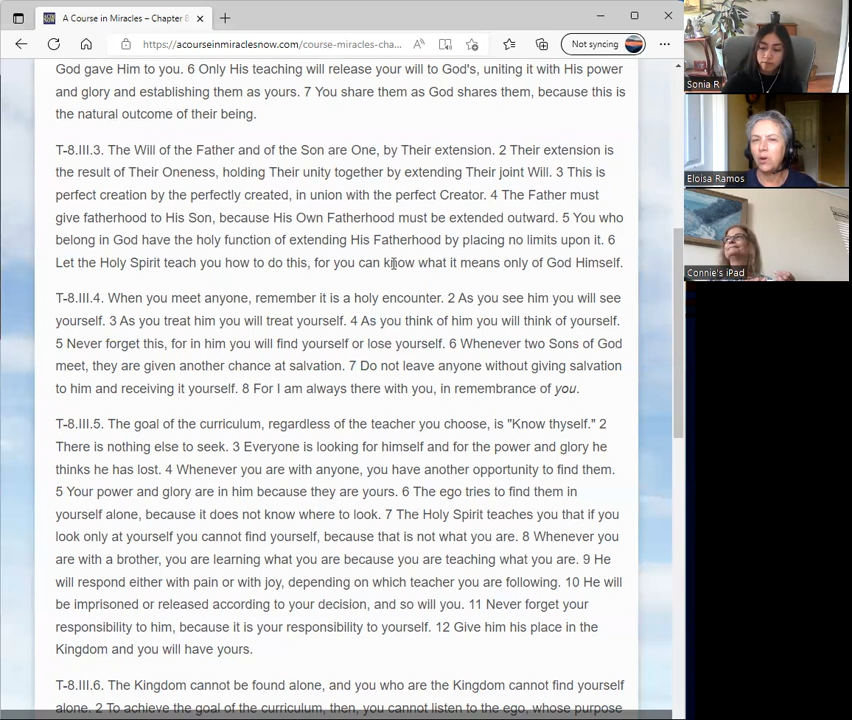 A Course in Miracles – Chapter 8
https://acourseinmiraclesnow.com/course-miracles-cha...
Not syncing
God gave Him to you. 6 Only His teaching will release your will to God's, uniting it with His power
and glory and establishing them as yours. 7 You share them as God shares them, because this is
the natural outcome of their being.
T-8.III.3. The Will of the Father and of the Son are One, by Their extension. 2 Their extension is
the result of Their Oneness, holding Their unity together by extending Their joint Will. 3 This is
perfect creation by the perfectly created, in union with the perfect Creator. 4 The Father must
give fatherhood to His Son, because His Own Fatherhood must be extended outward. 5 You who
belong in God have the holy function of extending His Fatherhood by placing no limits upon it. 6
Let the Holy Spirit teach you how to do this, for you can know what it means only of God Himself.
T-8.III.4. When you meet anyone, remember it is a holy encounter. 2 As you see him you will see
yourself. 3 As you treat him you will treat yourself. 4 As you think of him you will think of yourself.
5 Never forget this, for in him you will find yourself or lose yourself. 6 Whenever two Sons of God
meet, they are given another chance at salvation. 7 Do not leave anyone without giving salvation
to him and receiving it yourself. 8 For I am always there with you, in remembrance of you.
T-8.III.5. The goal of the curriculum, regardless of the teacher you choose, is "Know thyself." 2
There is nothing else to seek. 3 Everyone is looking for himself and for the power and glory he
thinks he has lost. 4 Whenever you are with anyone, you have another opportunity to find them.
5 Your power and glory are in him because they are yours. 6 The ego tries to find them in
yourself alone, because it does not know where to look. 7 The Holy Spirit teaches you that if you
look only at yourself you cannot find yourself, because that is not what you are. 8 Whenever you
are with a brother, you are learning what you are because you are teaching what you are. 9 He
will respond either with pain or with joy, depending on which teacher you are following. 10 He will
be imprisoned or released according to your decision, and so will you. 11 Never forget your
responsibility to him, because it is your responsibility to yourself. 12 Give him his place in the
Kingdom and you will have yours.
T-8.III.6. The Kingdom cannot be found alone, and you who are the Kingdom cannot find yourself
alone. 2 To achieve the goal of the curriculum, then, you cannot listen to the ego, whose purpose
Sonia R
Eloisa Ramos
Connie's iPad